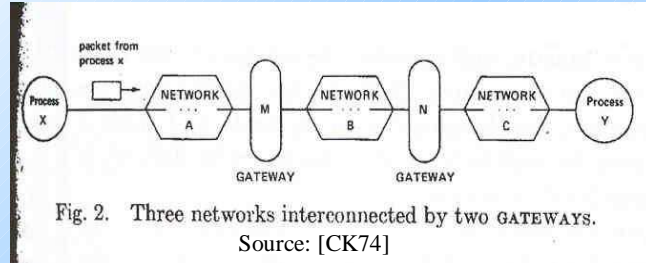 packet from
process x
Process
X
NETWORK
...
A
M
GATEWAY
NETWORK
...
B
N
GATEWAY
NETWORK
...
C
Process
Y
Fig. 2. Three networks interconnected by two GATEWAYS.
Source: [CK74]